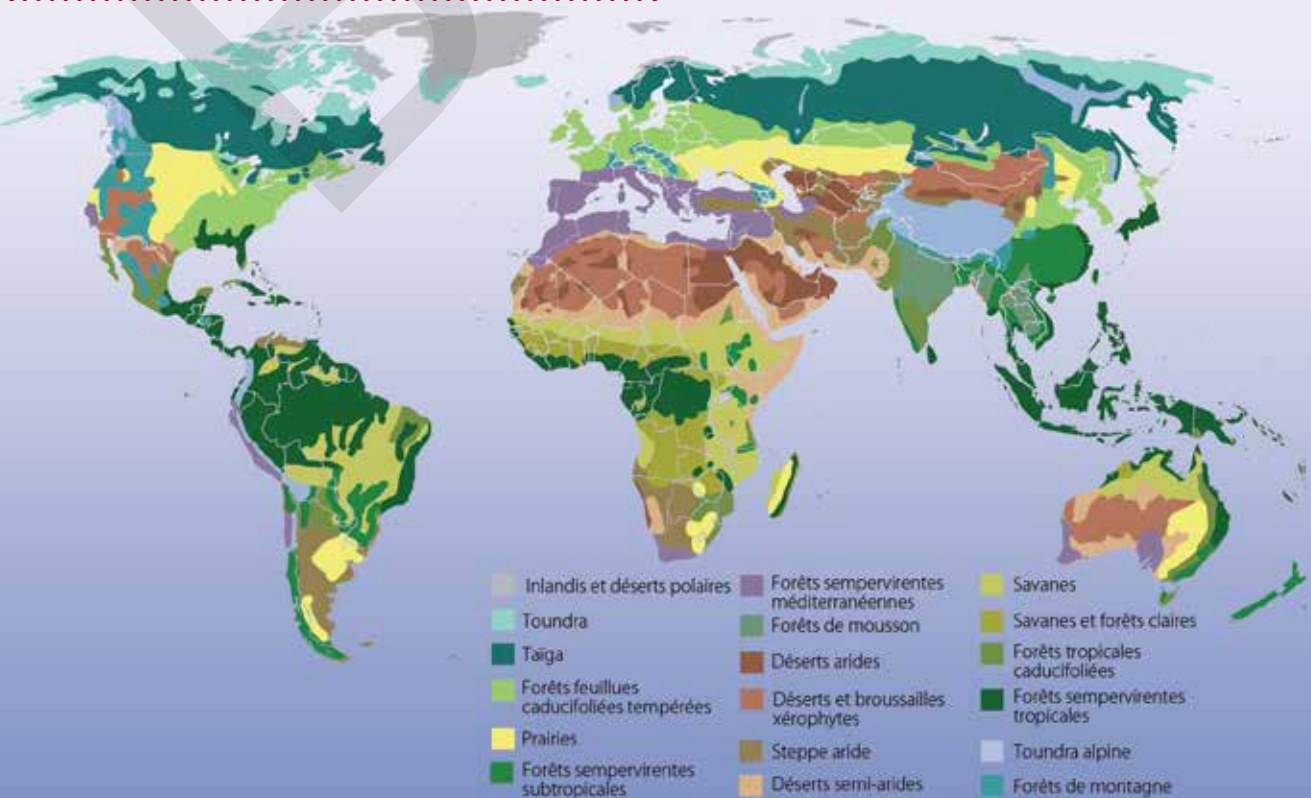 Inlandis et déserts polaires
Toundra
Taïga
Forêts feuillues
caducifoliées tempérées
Prairies
Forêts sempervirentes
subtropicales
Forêts sempervirentes
méditerranéennes
Forêts de mousson
Déserts arides
Déserts et broussailles
xérophytes
Steppe aride
Déserts semi-arides
Savanes
Savanes et forêts claires
Forêts tropicales
caducifoliées
Forêts sempervirentes
tropicales
Toundra alpine
Forêts de montagne